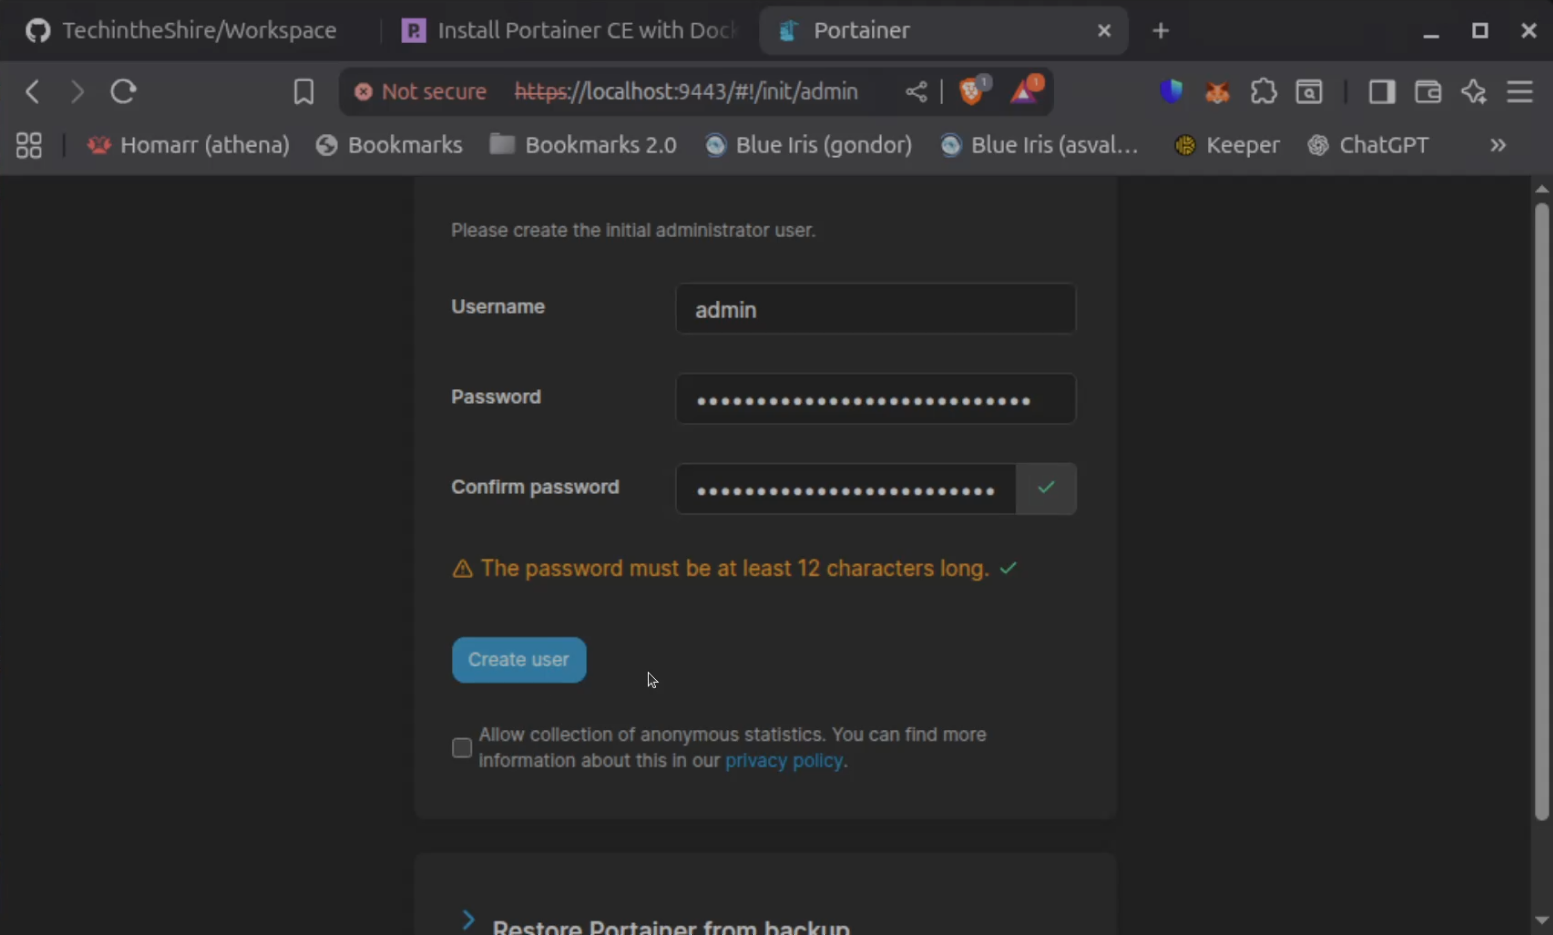 TechintheShire/Workspace
Install Portainer CE with Dock
Portainer
Not secure https://localhost:9443/#!/init/admin
1
1
Homarr (athena)
Bookmarks
Bookmarks 2.0
Blue Iris (gondor)
Blue Iris (asval...
Keeper
ChatGPT
Please create the initial administrator user.
Username
admin
Password
••••••••••••••••••••••••••••
Confirm password
•••••••••••••••••••••••••
The password must be at least 12 characters long.
Create user
Allow collection of anonymous statistics. You can find more
information about this in our privacy policy.
Restore Portainer from backup